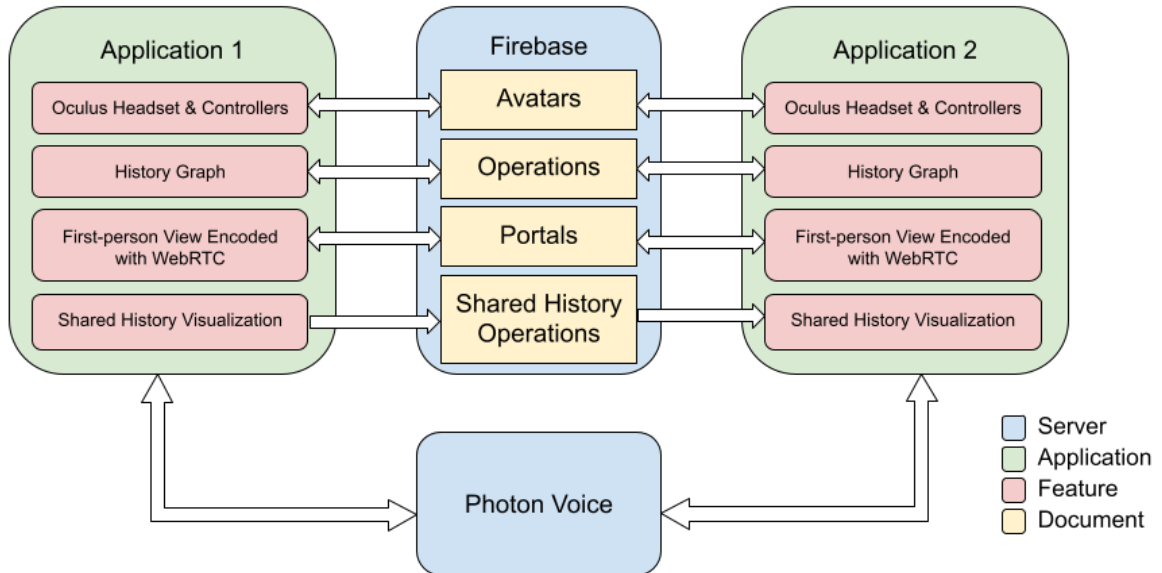 Application 1
Oculus Headset & Controllers
History Graph
First-person View Encoded
with WebRTC
Shared History Visualization
Firebase
Avatars
Operations
Portals
Shared History
Operations
Application 2
Oculus Headset & Controllers
History Graph
First-person View Encoded
with WebRTC
Shared History Visualization
Photon Voice
Server
Application
Feature
Document